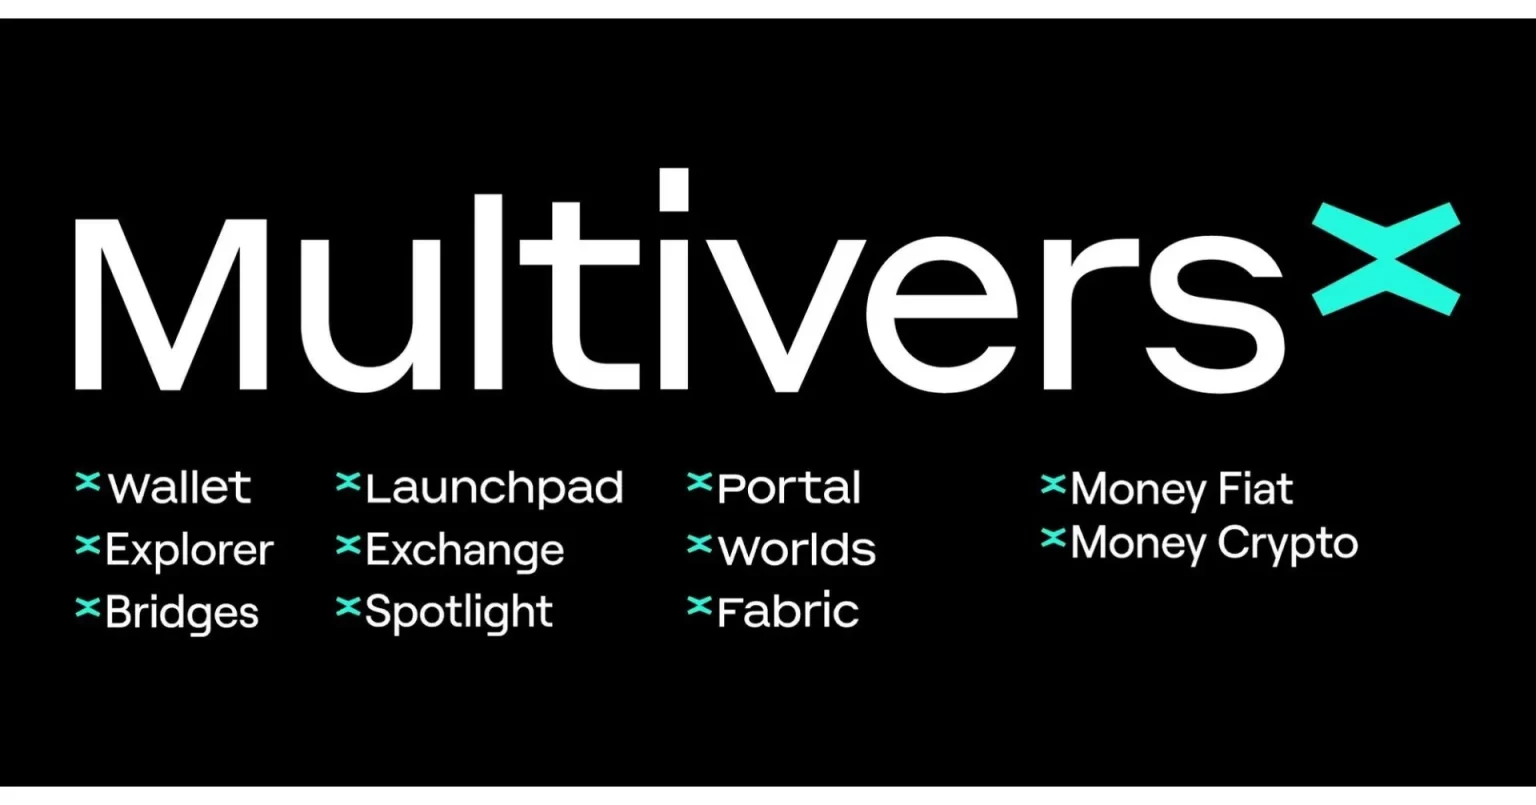 MultiversX
xWallet
xExplorer
xBridges
xLaunchpad
xExchange
xSpotlight
xPortal
xWorlds
xFabric
xMoney Fiat
xMoney Crypto